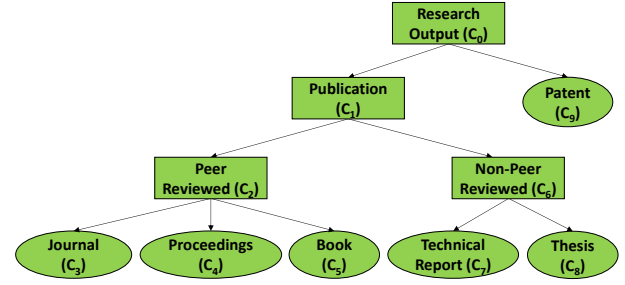 Research
Output (C₀)
Publication
(C₁)
Patent
(C₉)
Peer
Reviewed (C₂)
Non-Peer
Reviewed (C₆)
Journal
(C₃)
Proceedings
(C₄)
Book
(C₅)
Technical
Report (C₇)
Thesis
(C₈)